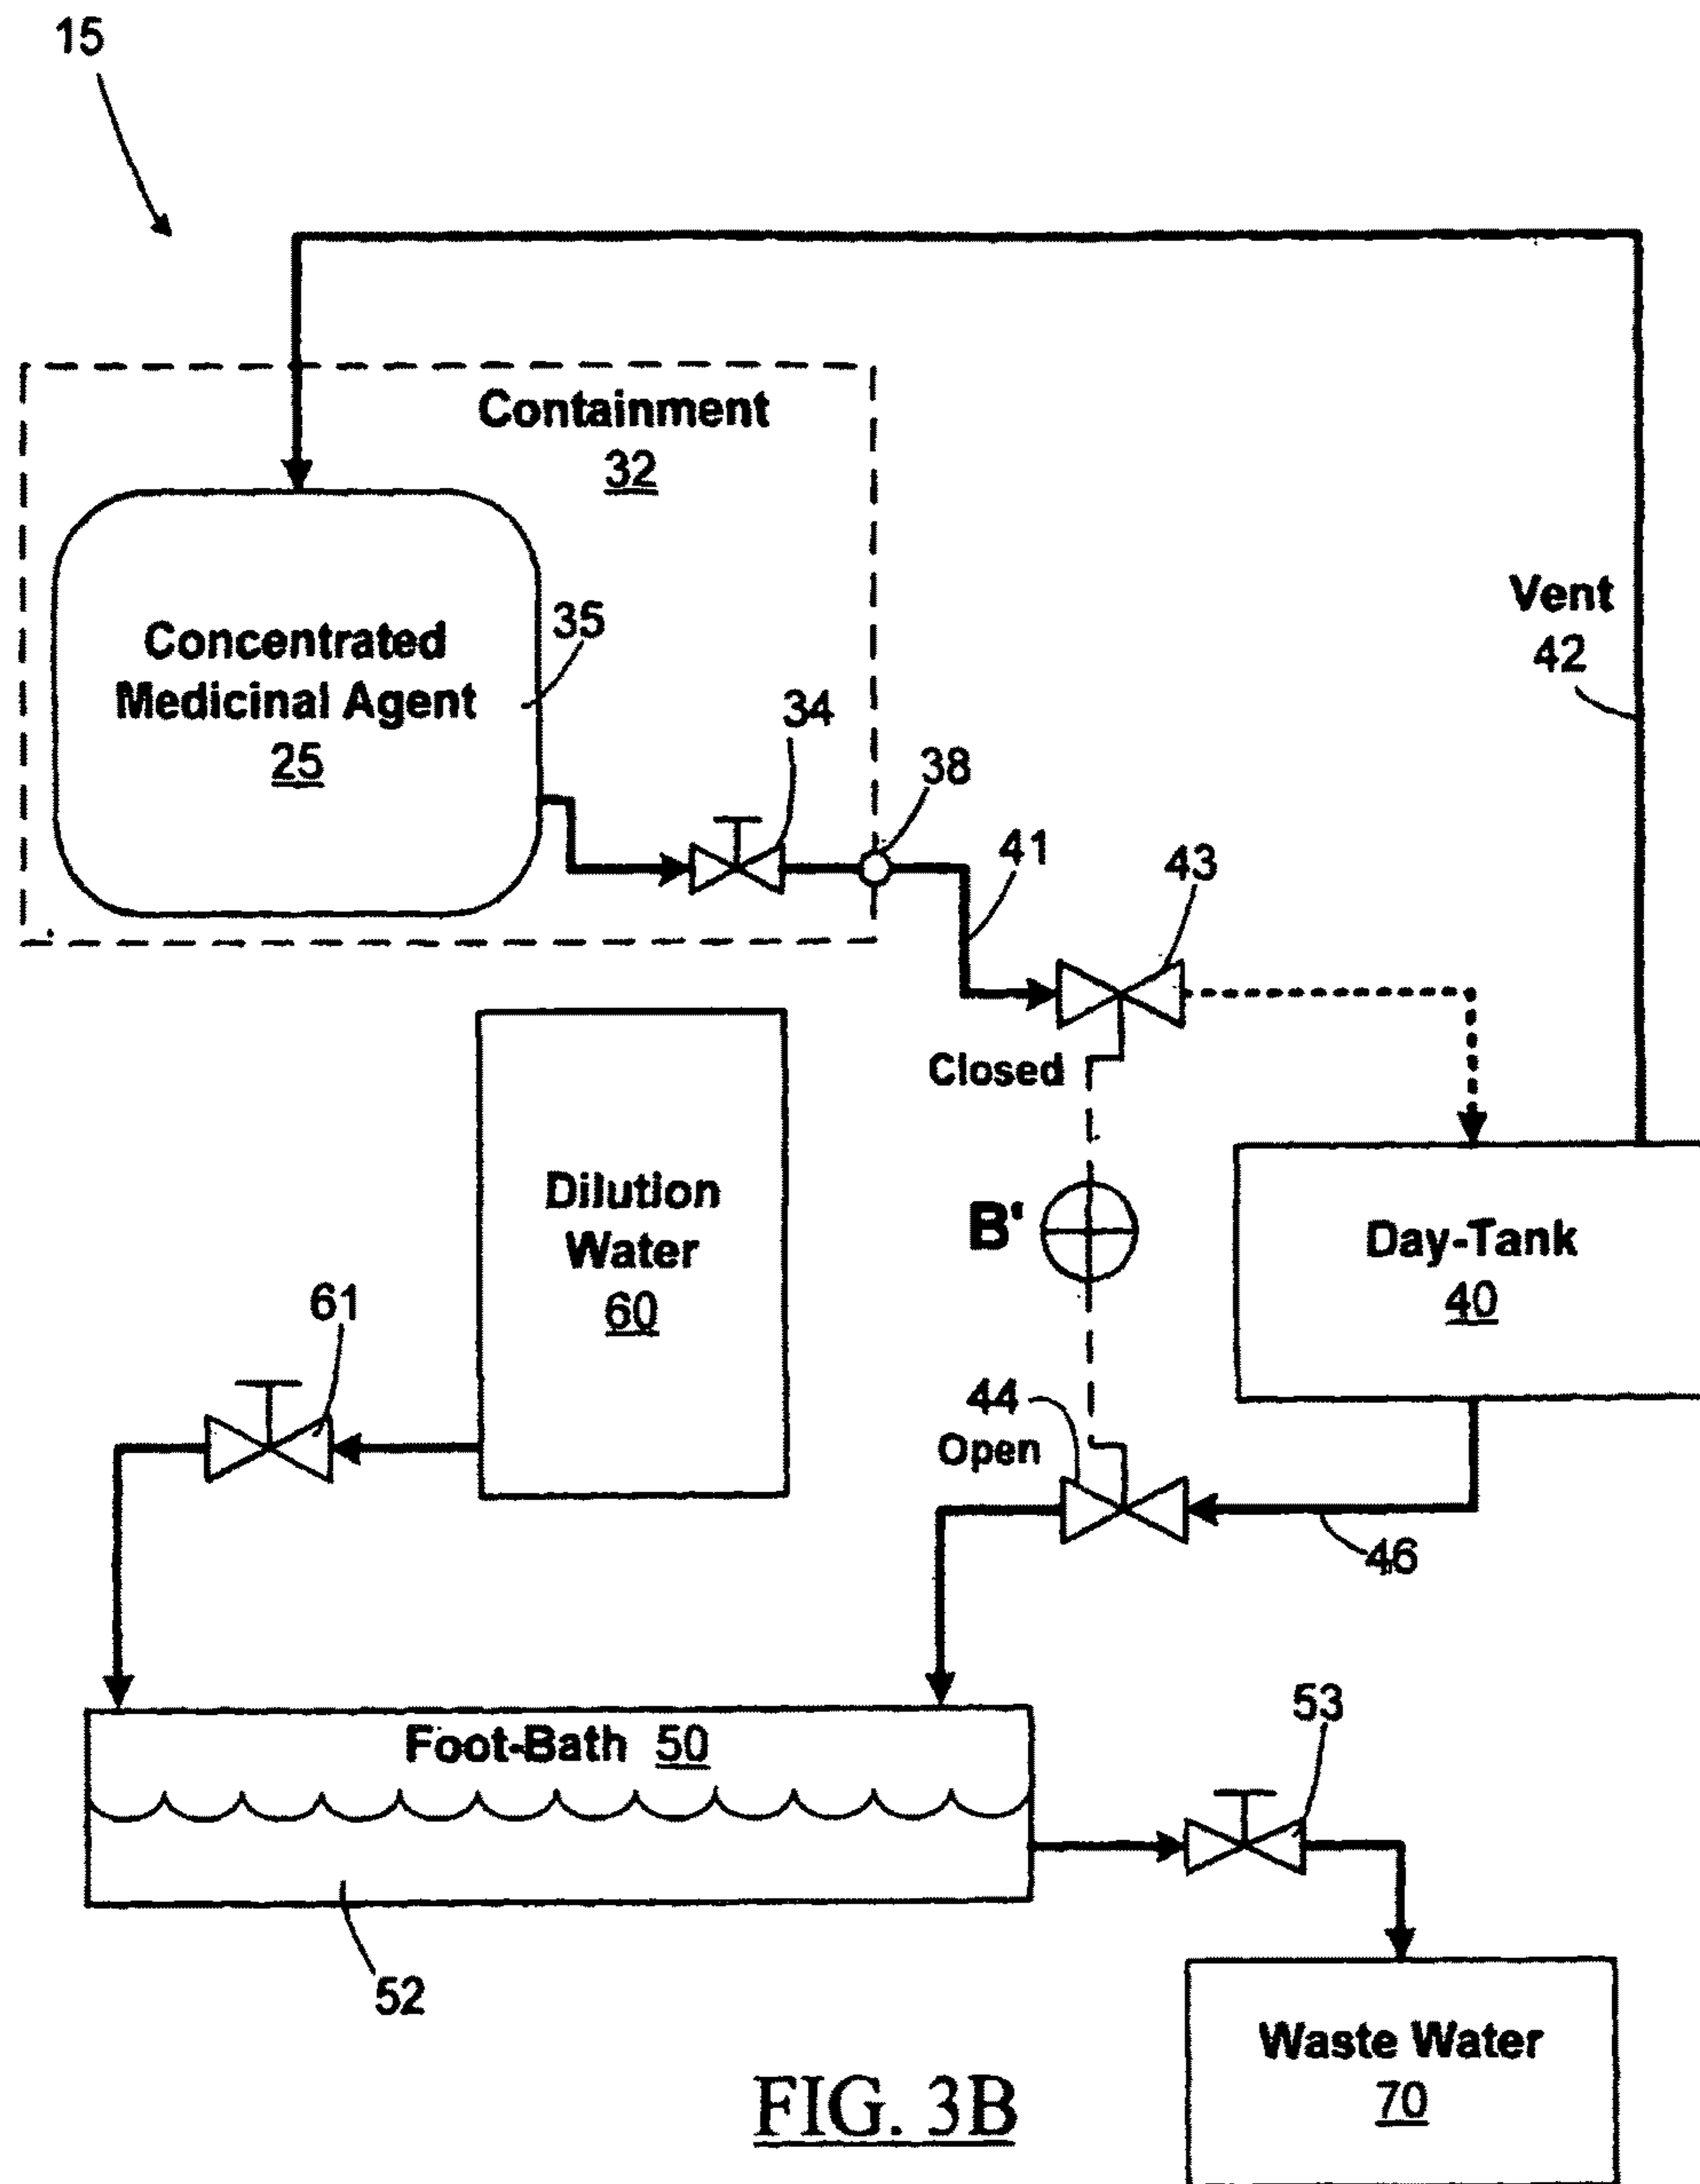 15
Containment
32
Concentrated
Medicinal Agent
25
35
34
38
41
43
Vent
42
Closed
Dilution
Water
60
B'
Day-Tank
40
61
44
Open
46
Foot-Bath 50
53
52
Waste Water
70
FIG. 3B